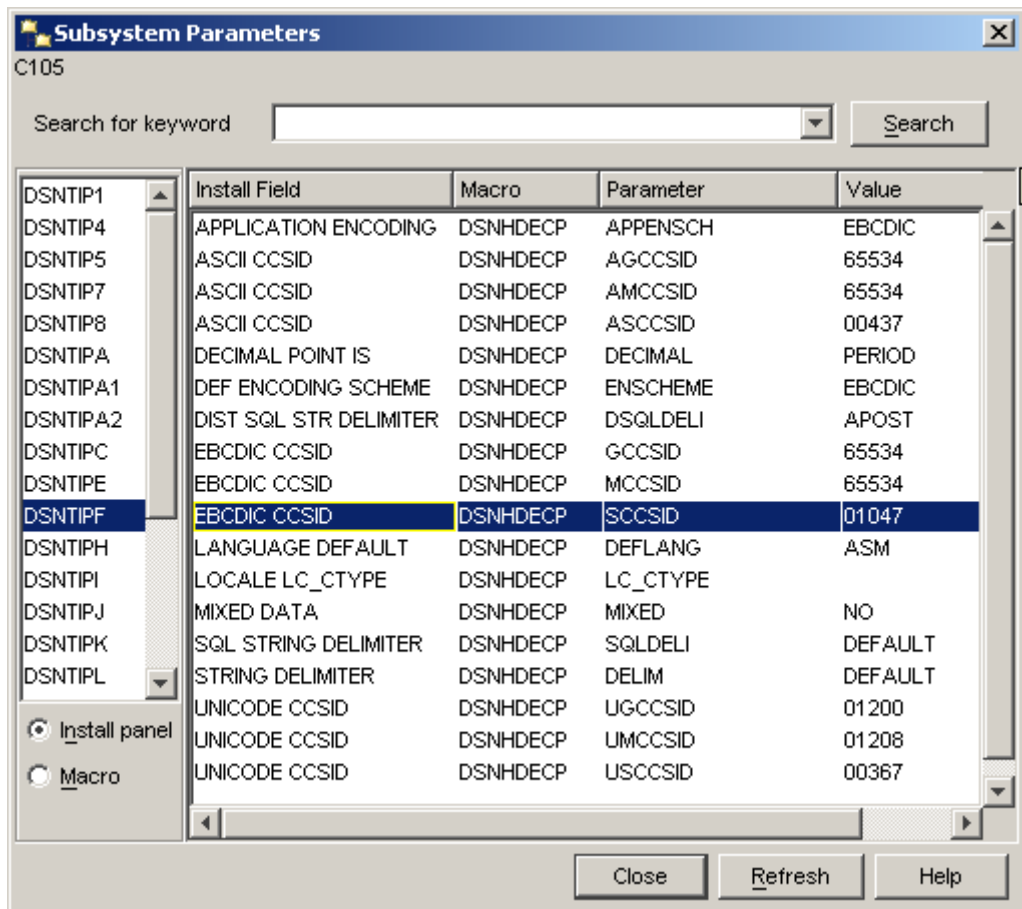 Subsystem Parameters
C105
Search for keyword Search
Install Field Macro Parameter Value
DSNTIP1
DSNTIP4 APPLICATION ENCODING DSNHDECP APPENSCH EBCDIC
DSNTIP5 ASCII CCSID DSNHDECP AGCCSID 65534
DSNTIP7 ASCII CCSID DSNHDECP AMCCSID 65534
DSNTIP8 ASCII CCSID DSNHDECP ASCCSID 00437
DSNTIPA DECIMAL POINT IS DSNHDECP DECIMAL PERIOD
DSNTIPA1 DEF ENCODING SCHEME DSNHDECP ENSCHEME EBCDIC
DSNTIPA2 DIST SQL STR DELIMITER DSNHDECP DSQLDELI APOST
DSNTIPC EBCDIC CCSID DSNHDECP GCCSID 65534
DSNTIPE EBCDIC CCSID DSNHDECP MCCSID 65534
DSNTIPF EBCDIC CCSID DSNHDECP SCCSID 01047
DSNTIPH LANGUAGE DEFAULT DSNHDECP DEFLANG ASM
DSNTIPI LOCALE LC_CTYPE DSNHDECP LC_CTYPE
DSNTIPJ MIXED DATA DSNHDECP MIXED NO
DSNTIPK SQL STRING DELIMITER DSNHDECP SQLDELI DEFAULT
DSNTIPL STRING DELIMITER DSNHDECP DELIM DEFAULT
UNICODE CCSID DSNHDECP UGCCSID 01200
Install panel UNICODE CCSID DSNHDECP UMCCSID 01208
Macro UNICODE CCSID DSNHDECP USCCSID 00367
Close Refresh Help